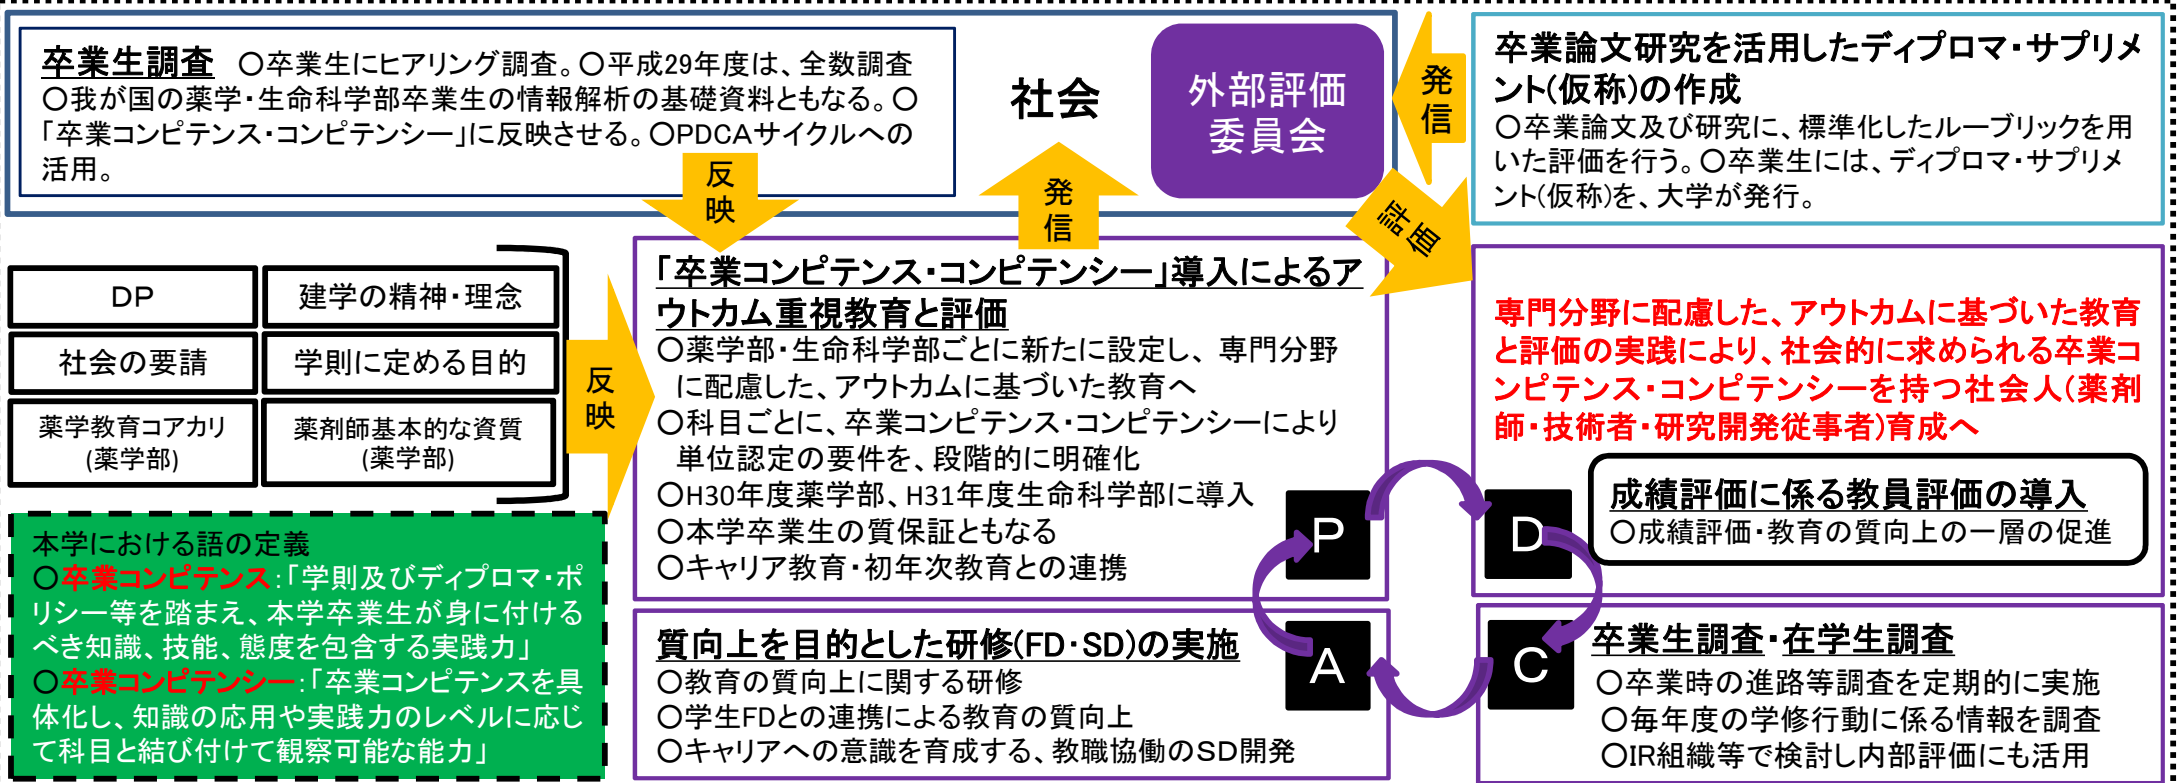 卒業生調査　〇卒業生にヒアリング調査。〇平成29年度は、全数調査
〇我が国の薬学・生命科学部卒業生の情報解析の基礎資料ともなる。〇
「卒業コンピテンス・コンピテンシー」に反映させる。〇PDCAサイクルへの
活用。
反映
社会
外部評価
委員会
発信
発信
評価
卒業論文研究を活用したディプロマ・サプリメ
ント(仮称)の作成
〇卒業論文及び研究に、標準化したルーブリックを用
いた評価を行う。〇卒業生には、ディプロマ・サプリメ
ント(仮称)を、大学が発行。
DP
建学の精神・理念
社会の要請
学則に定める目的
薬学教育コアカリ
(薬学部)
薬剤師基本的な資質
(薬学部)
反映
「卒業コンピテンス・コンピテンシー」導入によるア
ウトカム重視教育と評価
〇薬学部・生命科学部ごとに新たに設定し、専門分野
に配慮した、アウトカムに基づいた教育へ
〇科目ごとに、卒業コンピテンス・コンピテンシーにより
単位認定の要件を、段階的に明確化
〇H30年度薬学部、H31年度生命科学部に導入
〇本学卒業生の質保証ともなる
〇キャリア教育・初年次教育との連携
P
専門分野に配慮した、アウトカムに基づいた教育
と評価の実践により、社会的に求められる卒業コ
ンピテンス・コンピテンシーを持つ社会人(薬剤
師・技術者・研究開発従事者)育成へ
D
成績評価に係る教員評価の導入
〇成績評価・教育の質向上の一層の促進
本学における語の定義
〇卒業コンピテンス:「学則及びディプロマ・ポ
リシー等を踏まえ、本学卒業生が身に付ける
べき知識、技能、態度を包含する実践力」
〇卒業コンピテンシー:「卒業コンピテンスを具
体化し、知識の応用や実践力のレベルに応じ
て科目と結び付けて観察可能な能力」
質向上を目的とした研修(FD・SD)の実施
〇教育の質向上に関する研修
〇学生FDとの連携による教育の質向上
〇キャリアへの意識を育成する、教職協働のSD開発
A
C
卒業生調査・在学生調査
〇卒業時の進路等調査を定期的に実施
〇毎年度の学修行動に係る情報を調査
〇IR組織等で検討し内部評価にも活用